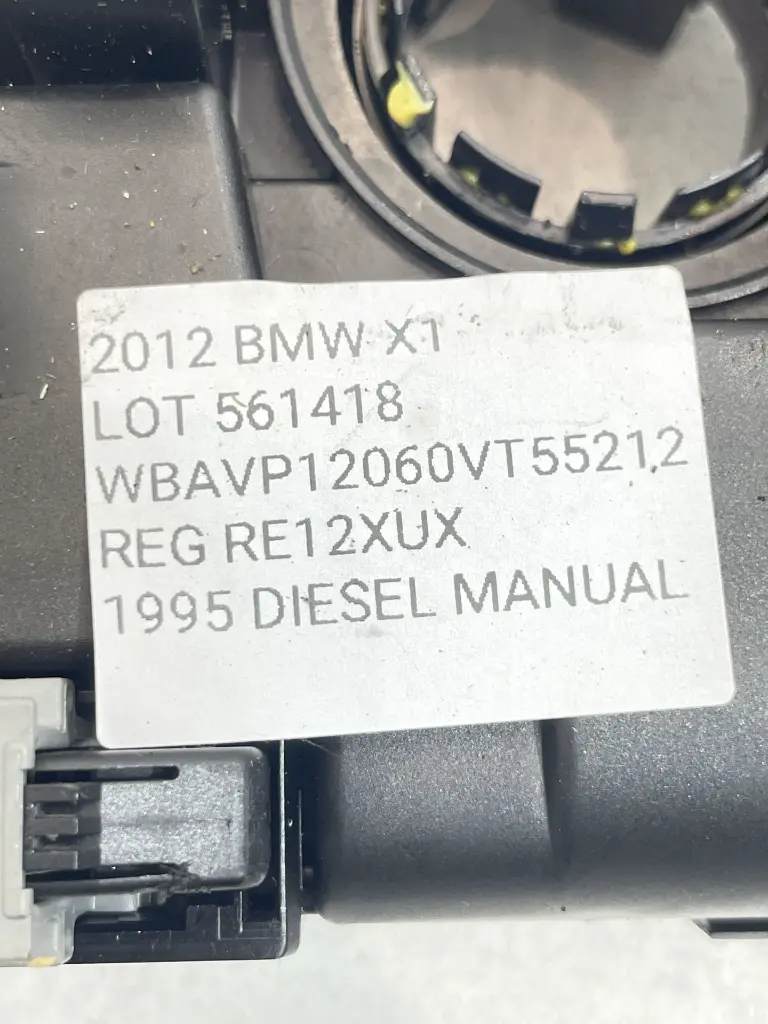 2012 BMW X1
LOT 561418
WBAVP12060VT55212
REG RE12XUX
1995 DIESEL MANUAL